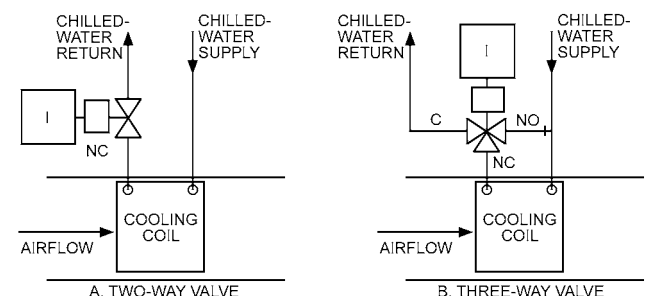 CHILLED-
WATER
RETURN
CHILLED-
WATER
SUPPLY
I
NC
COOLING
COIL
AIRFLOW
A. TWO-WAY VALVE
CHILLED-
WATER
RETURN
CHILLED-
WATER
SUPPLY
I
C
NO
NC
COOLING
COIL
AIRFLOW
B. THREE-WAY VALVE